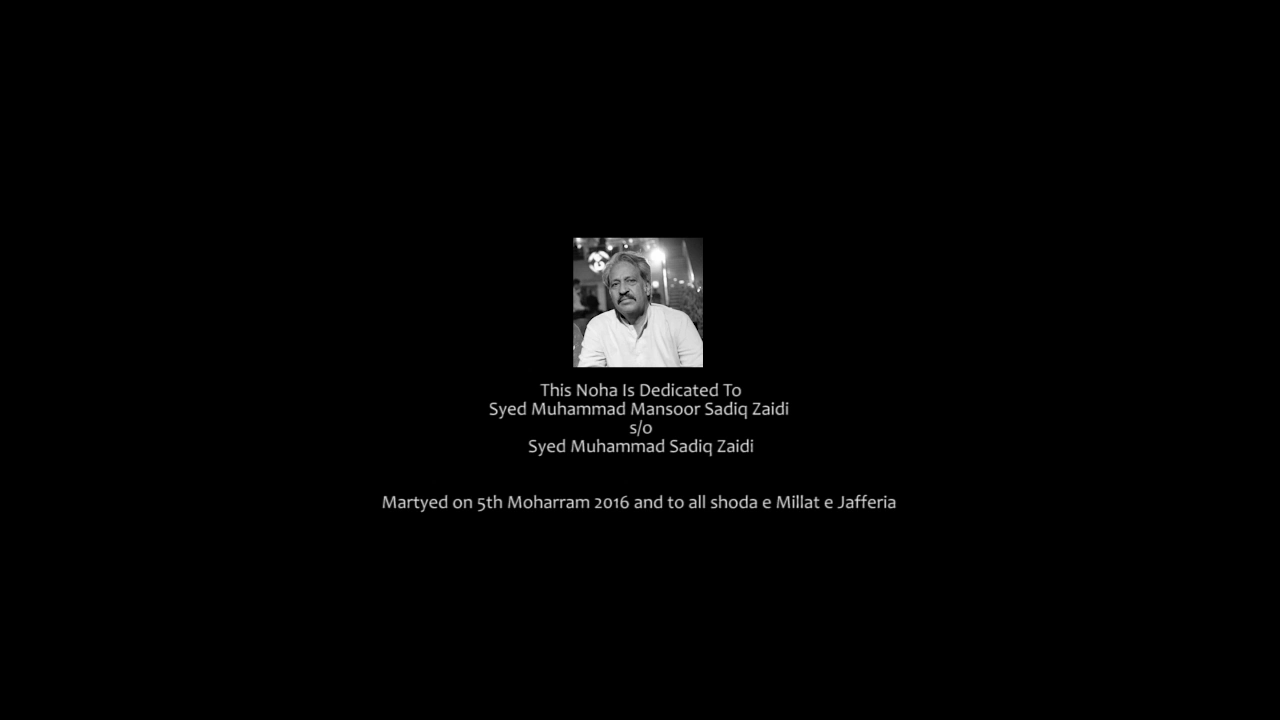 This Noha Is Dedicated To
Syed Muhammad Mansoor Sadiq Zaidi
s/o
Syed Muhammad Sadiq Zaidi
Martyed on 5th Moharram 2016 and to all shoda e Millat e Jafferia